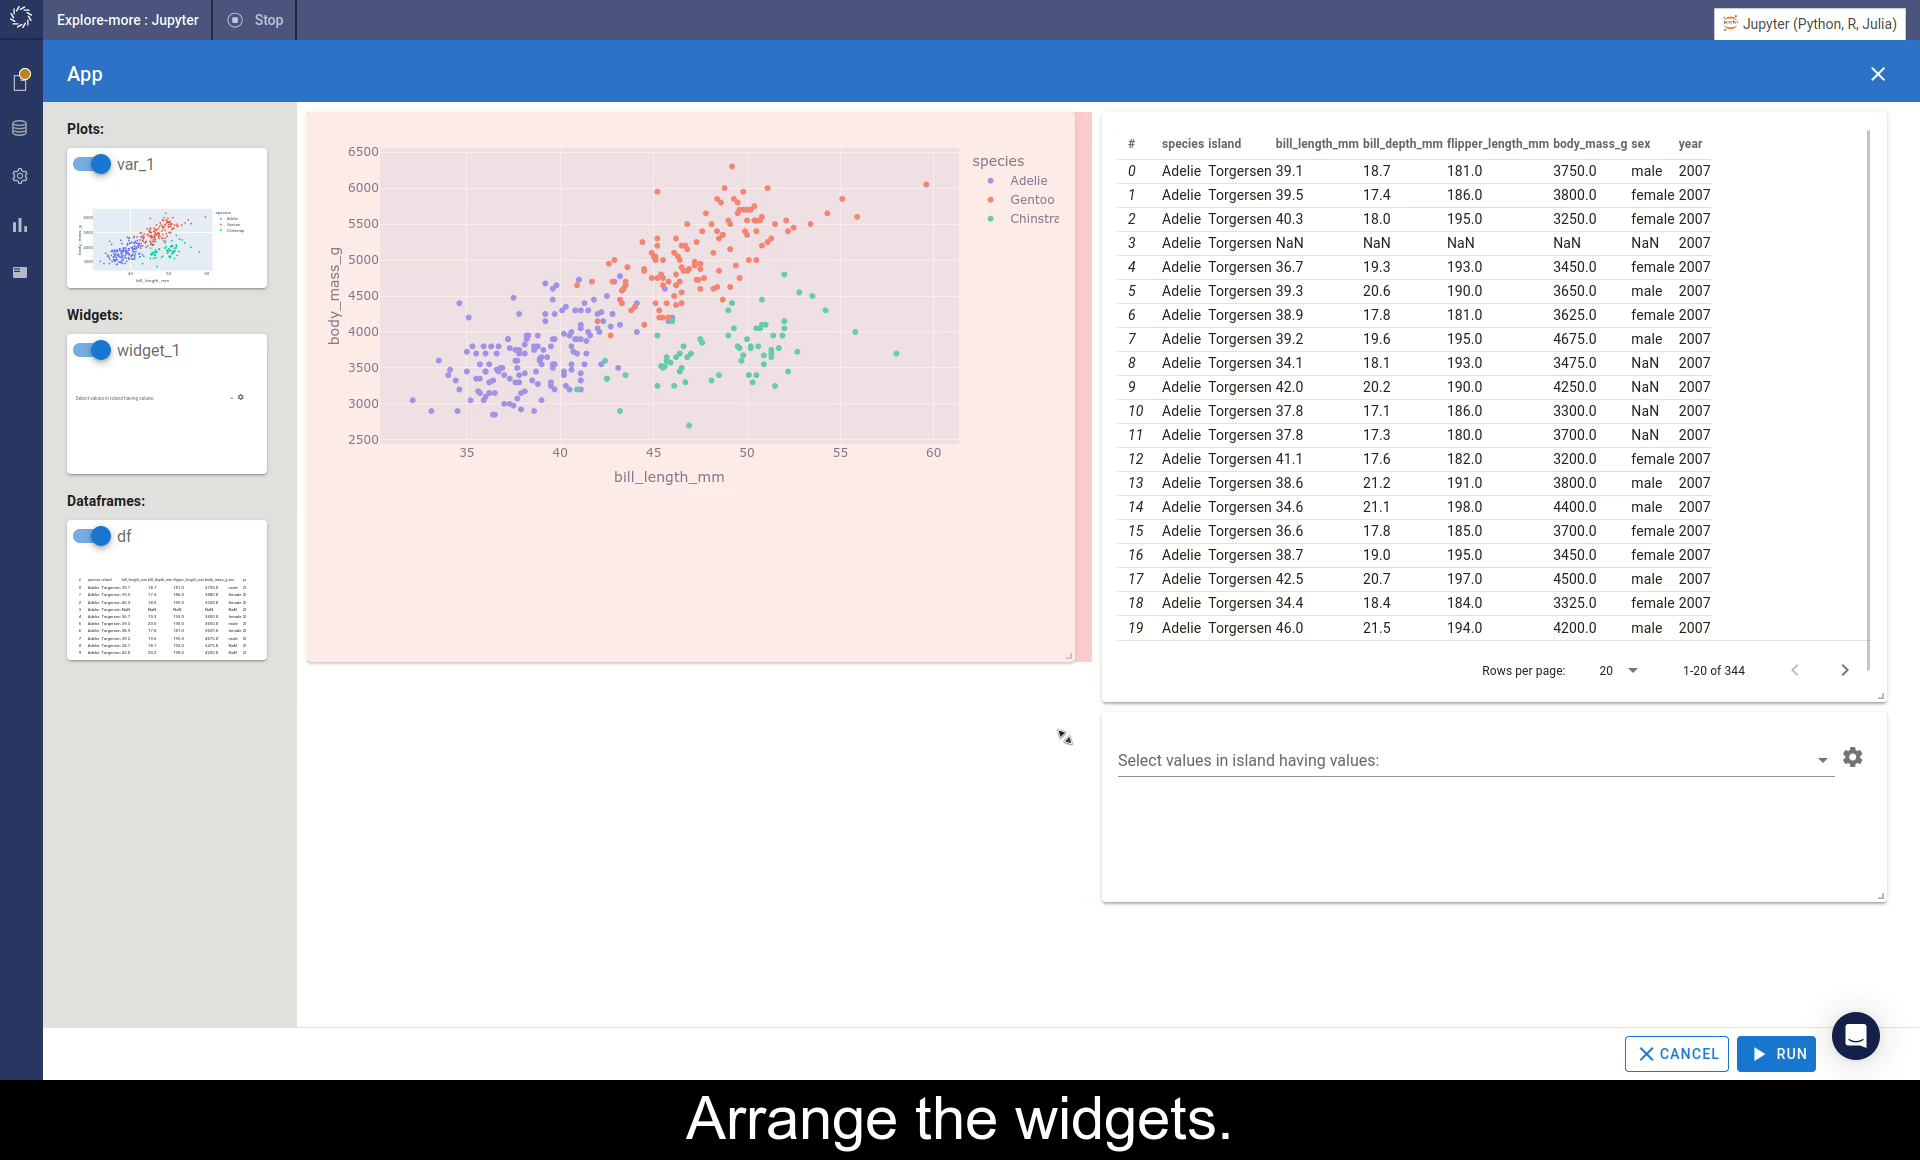 Explore-more : Jupyter
Stop
Jupyter (Python, R, Julia)
App
Plots:
var_1
Widgets:
widget_1
Select values in island having values:
Dataframes:
df
6500
6000
5500
5000
4500
4000
3500
3000
2500
body_mass_g
35 40 45 50 55 60
bill_length_mm
species
Adelie
Gentoo
Chinstra
# species island bill_length_mm bill_depth_mm flipper_length_mm body_mass_g sex year
0 Adelie Torgersen 39.1 18.7 181.0 3750.0 male 2007
1 Adelie Torgersen 39.5 17.4 186.0 3800.0 female 2007
2 Adelie Torgersen 40.3 18.0 195.0 3250.0 female 2007
3 Adelie Torgersen NaN NaN NaN NaN NaN 2007
4 Adelie Torgersen 36.7 19.3 193.0 3450.0 female 2007
5 Adelie Torgersen 39.3 20.6 190.0 3650.0 male 2007
6 Adelie Torgersen 38.9 17.8 181.0 3625.0 female 2007
7 Adelie Torgersen 39.2 19.6 195.0 4675.0 male 2007
8 Adelie Torgersen 34.1 18.1 193.0 3475.0 NaN 2007
9 Adelie Torgersen 42.0 20.2 190.0 4250.0 NaN 2007
10 Adelie Torgersen 37.8 17.1 186.0 3300.0 NaN 2007
11 Adelie Torgersen 37.8 17.3 180.0 3700.0 NaN 2007
12 Adelie Torgersen 41.1 17.6 182.0 3200.0 female 2007
13 Adelie Torgersen 38.6 21.2 191.0 3800.0 male 2007
14 Adelie Torgersen 34.6 21.1 198.0 4400.0 male 2007
15 Adelie Torgersen 36.6 17.8 185.0 3700.0 female 2007
16 Adelie Torgersen 38.7 19.0 195.0 3450.0 female 2007
17 Adelie Torgersen 42.5 20.7 197.0 4500.0 male 2007
18 Adelie Torgersen 34.4 18.4 184.0 3325.0 female 2007
19 Adelie Torgersen 46.0 21.5 194.0 4200.0 male 2007
Rows per page: 20 1-20 of 344
Select values in island having values:
CANCEL
RUN
Arrange the widgets.